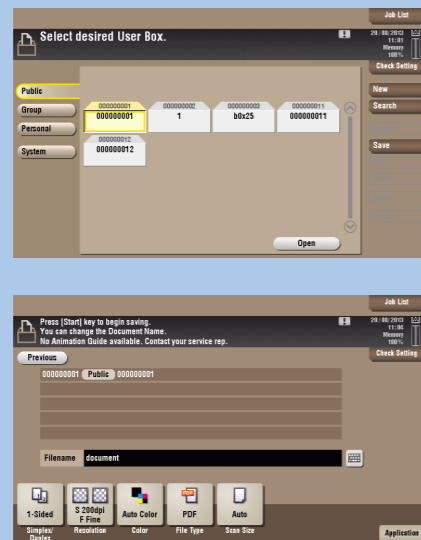 Job List
Select desired User Box.
20/08/2013
11:01
Memory
100%
Check Setting
Public
Group
Personal
System
000000001
000000001
000000002
1
000000003
b0x25
000000011
000000011
000000012
000000012
New
Search
Save
Open
Job List
Press [Start] key to begin saving.
You can change the Document Name.
No Animation Guide available. Contact your service rep.
20/08/2013
11:04
Memory
100%
Check Setting
Previous
000000001 Public 000000001
Filename document
1-Sided
S 200dpi
F Fine
Auto Color
PDF
PDF
Auto
Simplex/
Duplex
Resolution
Color
File Type
Scan Size
Application